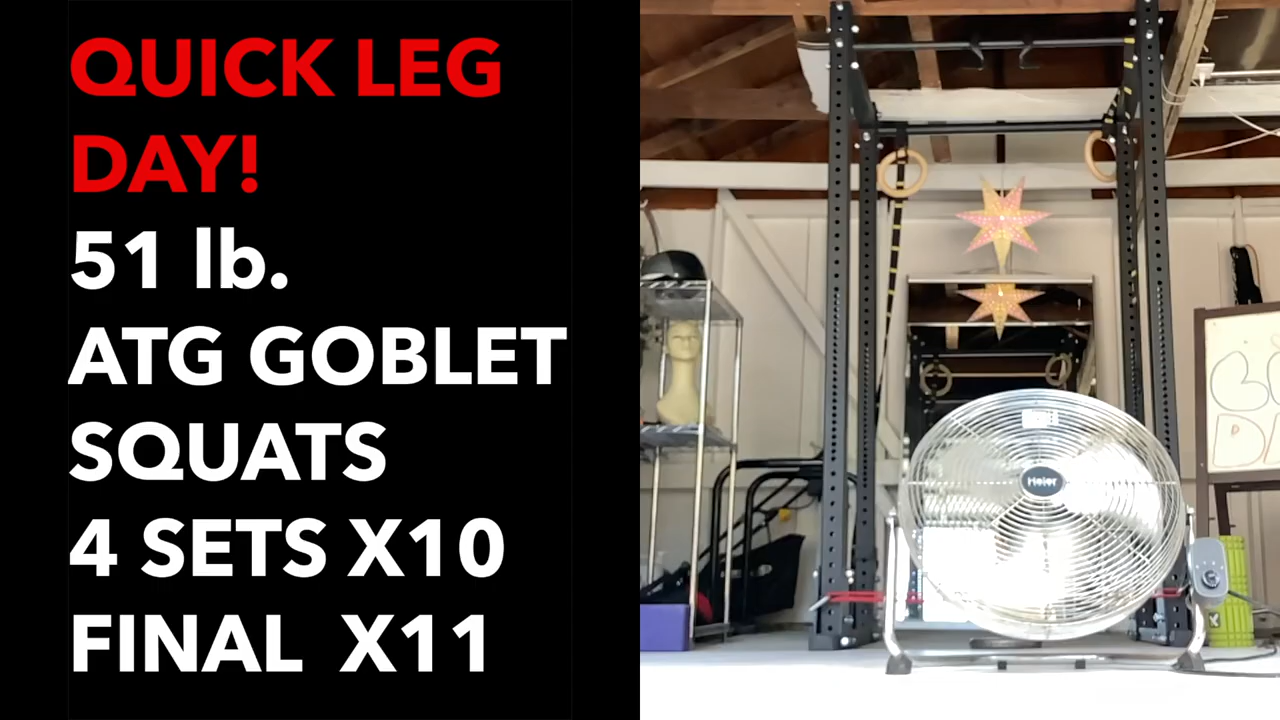 QUICK LEG
DAY!
51 lb.
ATG GOBLET
SQUATS
4 SETS X10
FINAL X11
Haier